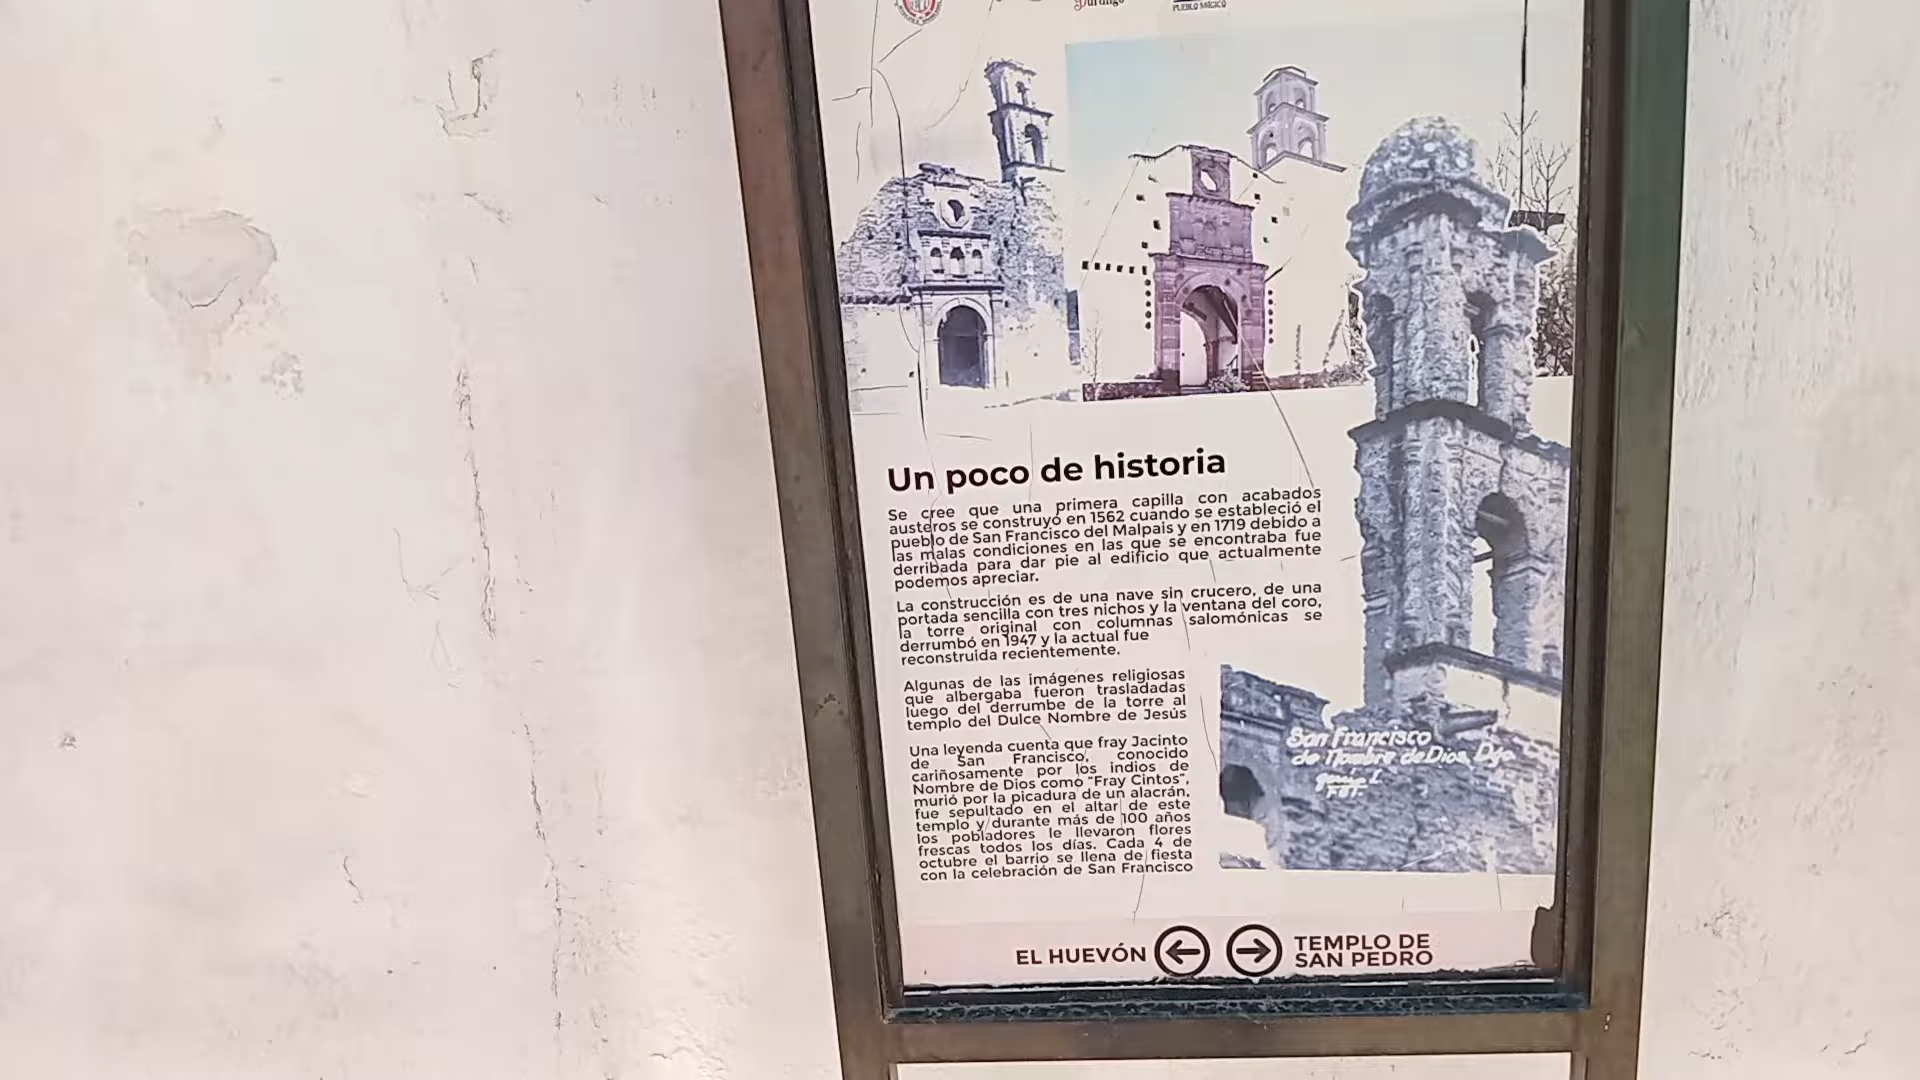 Durango
PUEBLO MÁGICO
Un poco de historia
Se cree que una primera capilla con acabados
austeros se construyó en 1562 cuando se estableció el
pueblo de San Francisco del Malpais y en 1719 debido a
las malas condiciones en las que se encontraba fue
derribada para dar pie al edificio que actualmente
podemos apreciar.
La construcción es de una nave sin crucero, de una
portada sencilla con tres nichos y la ventana del coro,
la torre original con columnas salomónicas se
derrumbó en 1947 y la actual fue
reconstruida recientemente.
Algunas de las imágenes religiosas
que albergaba fueron trasladadas
luego del derrumbe de la torre al
templo del Dulce Nombre de Jesús
Una leyenda cuenta que fray Jacinto
de San Francisco, conocido
cariñosamente por los indios de
Nombre de Dios como "Fray Cintos",
murió por la picadura de un alacrán,
fue sepultado en el altar de este
templo y durante más de 100 años
los pobladores le llevaron flores
frescas todos los días. Cada 4 de
octubre el barrio se llena de fiesta
con la celebración de San Francisco
San Francisco
de Nombre de Dios, Dgo
EL HUEVÓN
TEMPLO DE
SAN PEDRO